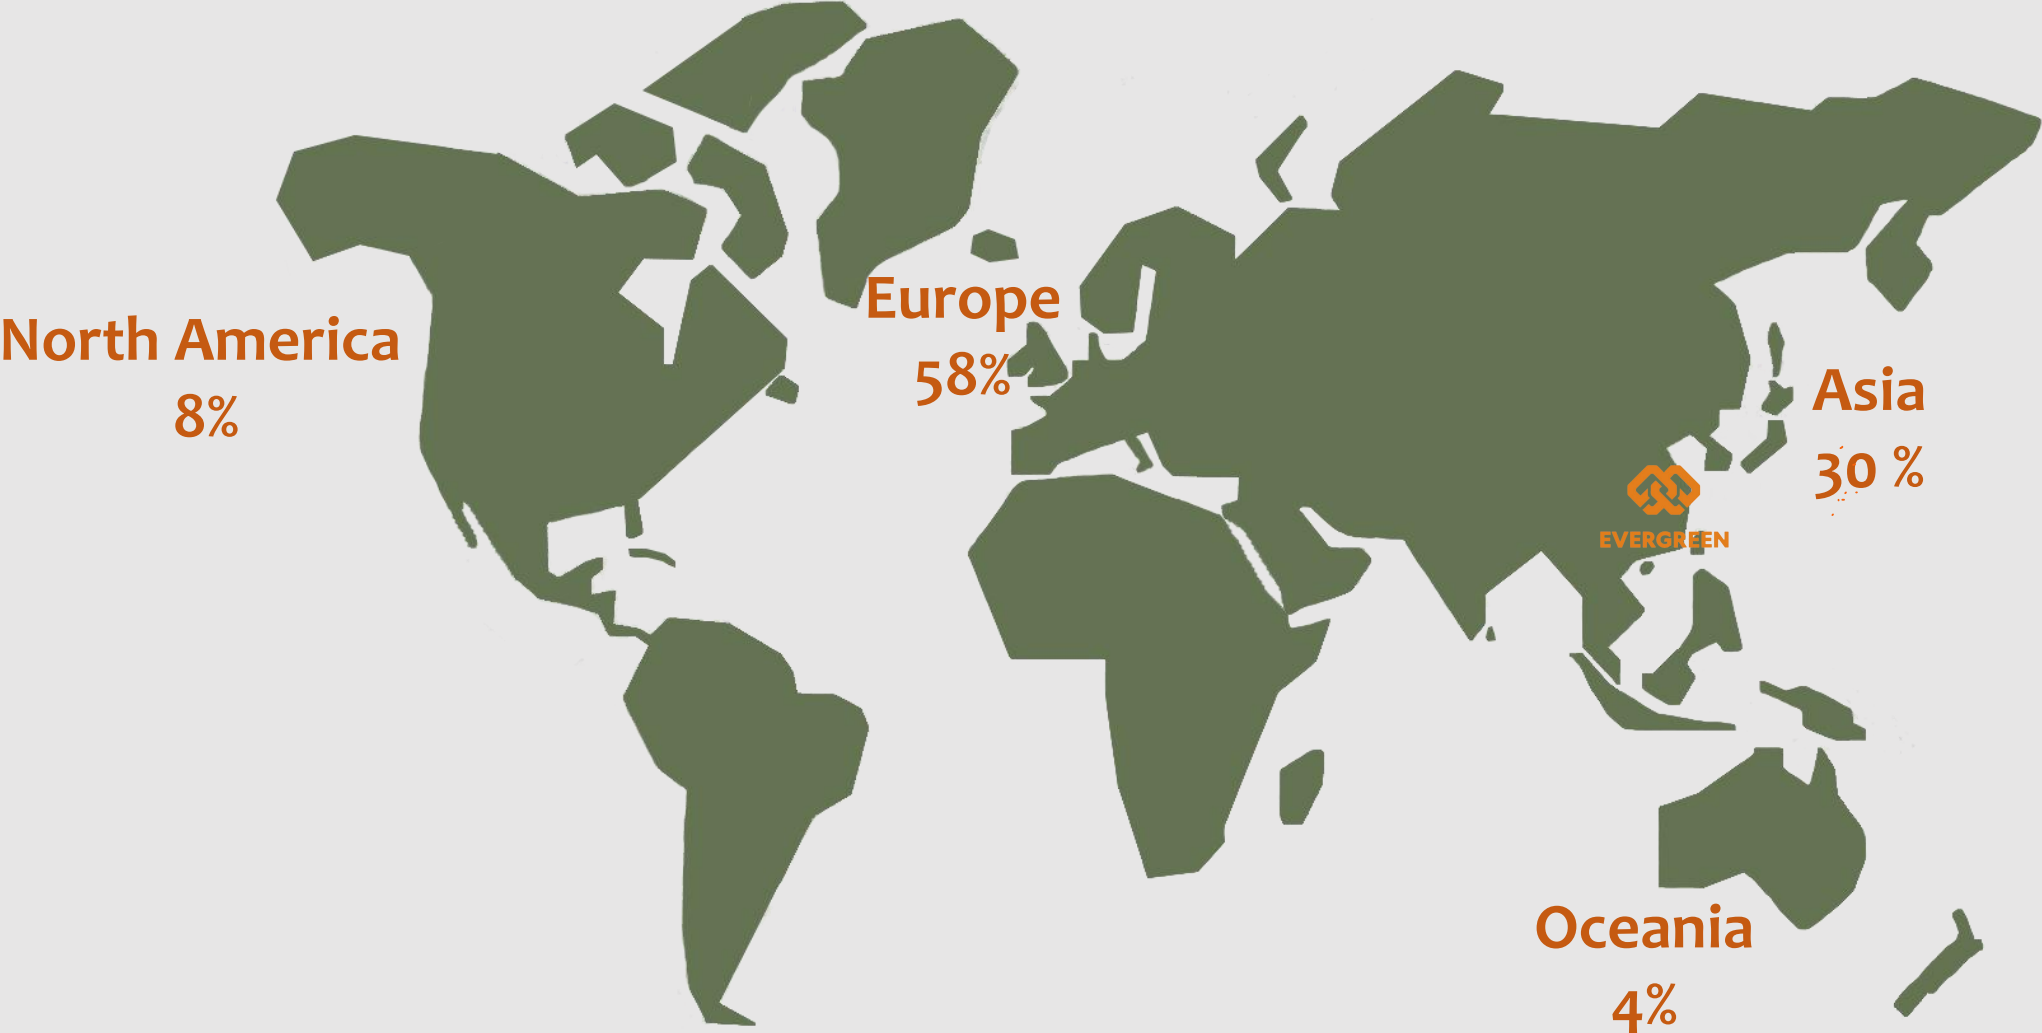 North America
8%
Europe
58%
Asia
30 %
EVERGREEN
Oceania
4%